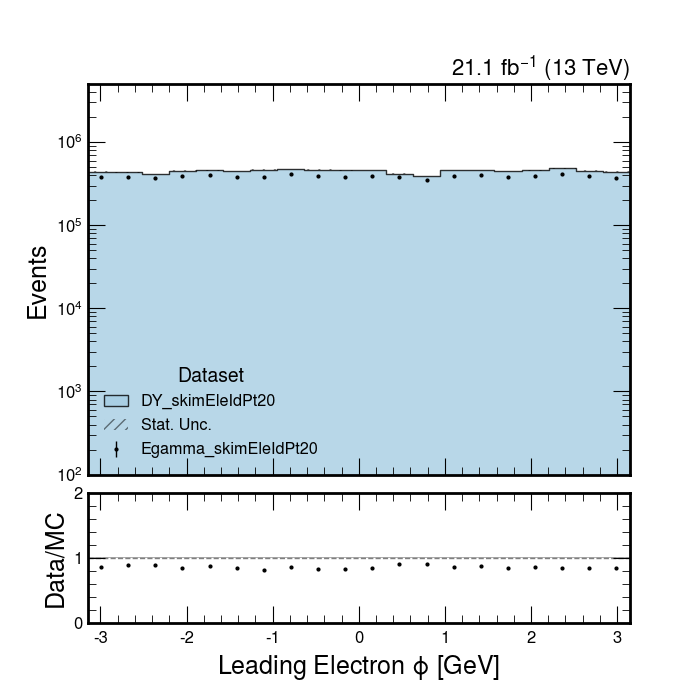 21.1 fb⁻¹ (13 TeV)
Events
10⁶
10⁵
10⁴
10³
10²
Dataset
DY_skimEleIdPt20
Stat. Unc.
Egamma_skimEleIdPt20
Data/MC
2
1
0
-3 -2 -1 0 1 2 3
Leading Electron ϕ [GeV]